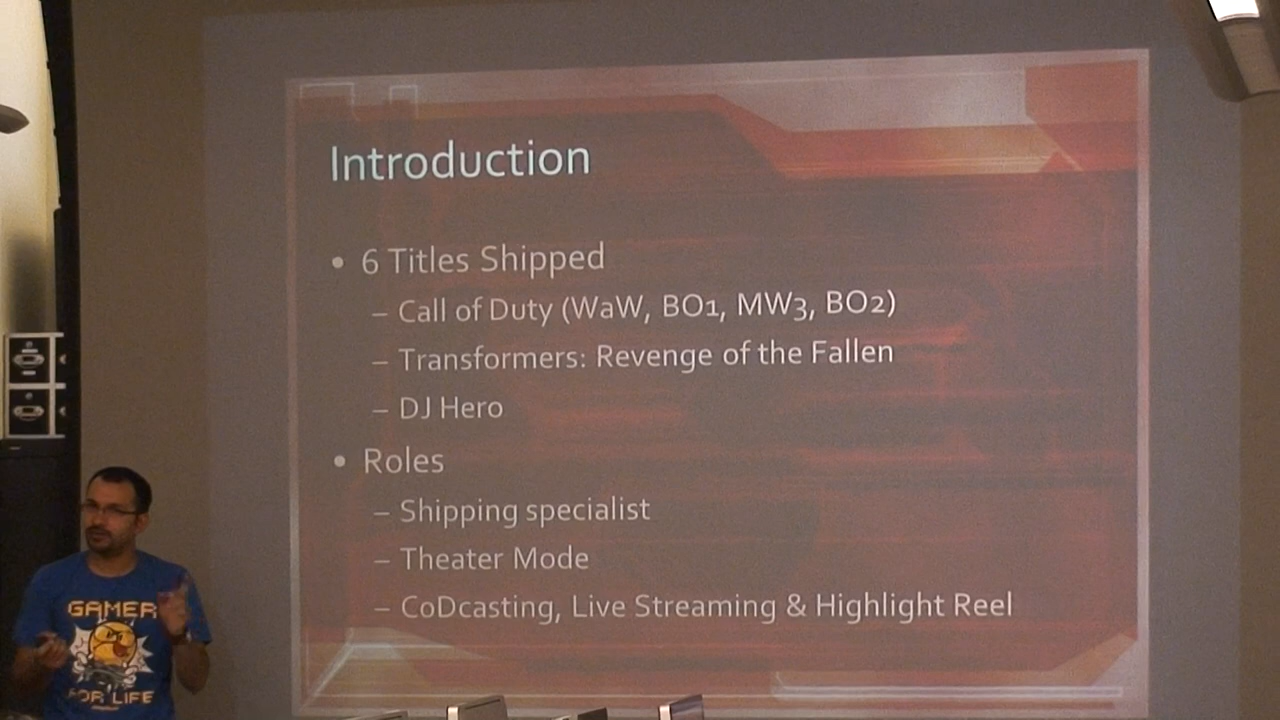 Introduction
• 6 Titles Shipped
– Call of Duty (WaW, BO1, MW3, BO2)
– Transformers: Revenge of the Fallen
– DJ Hero
• Roles
– Shipping specialist
– Theater Mode
– CoDcasting, Live Streaming & Highlight Reel
GAMER
FOR LIFE